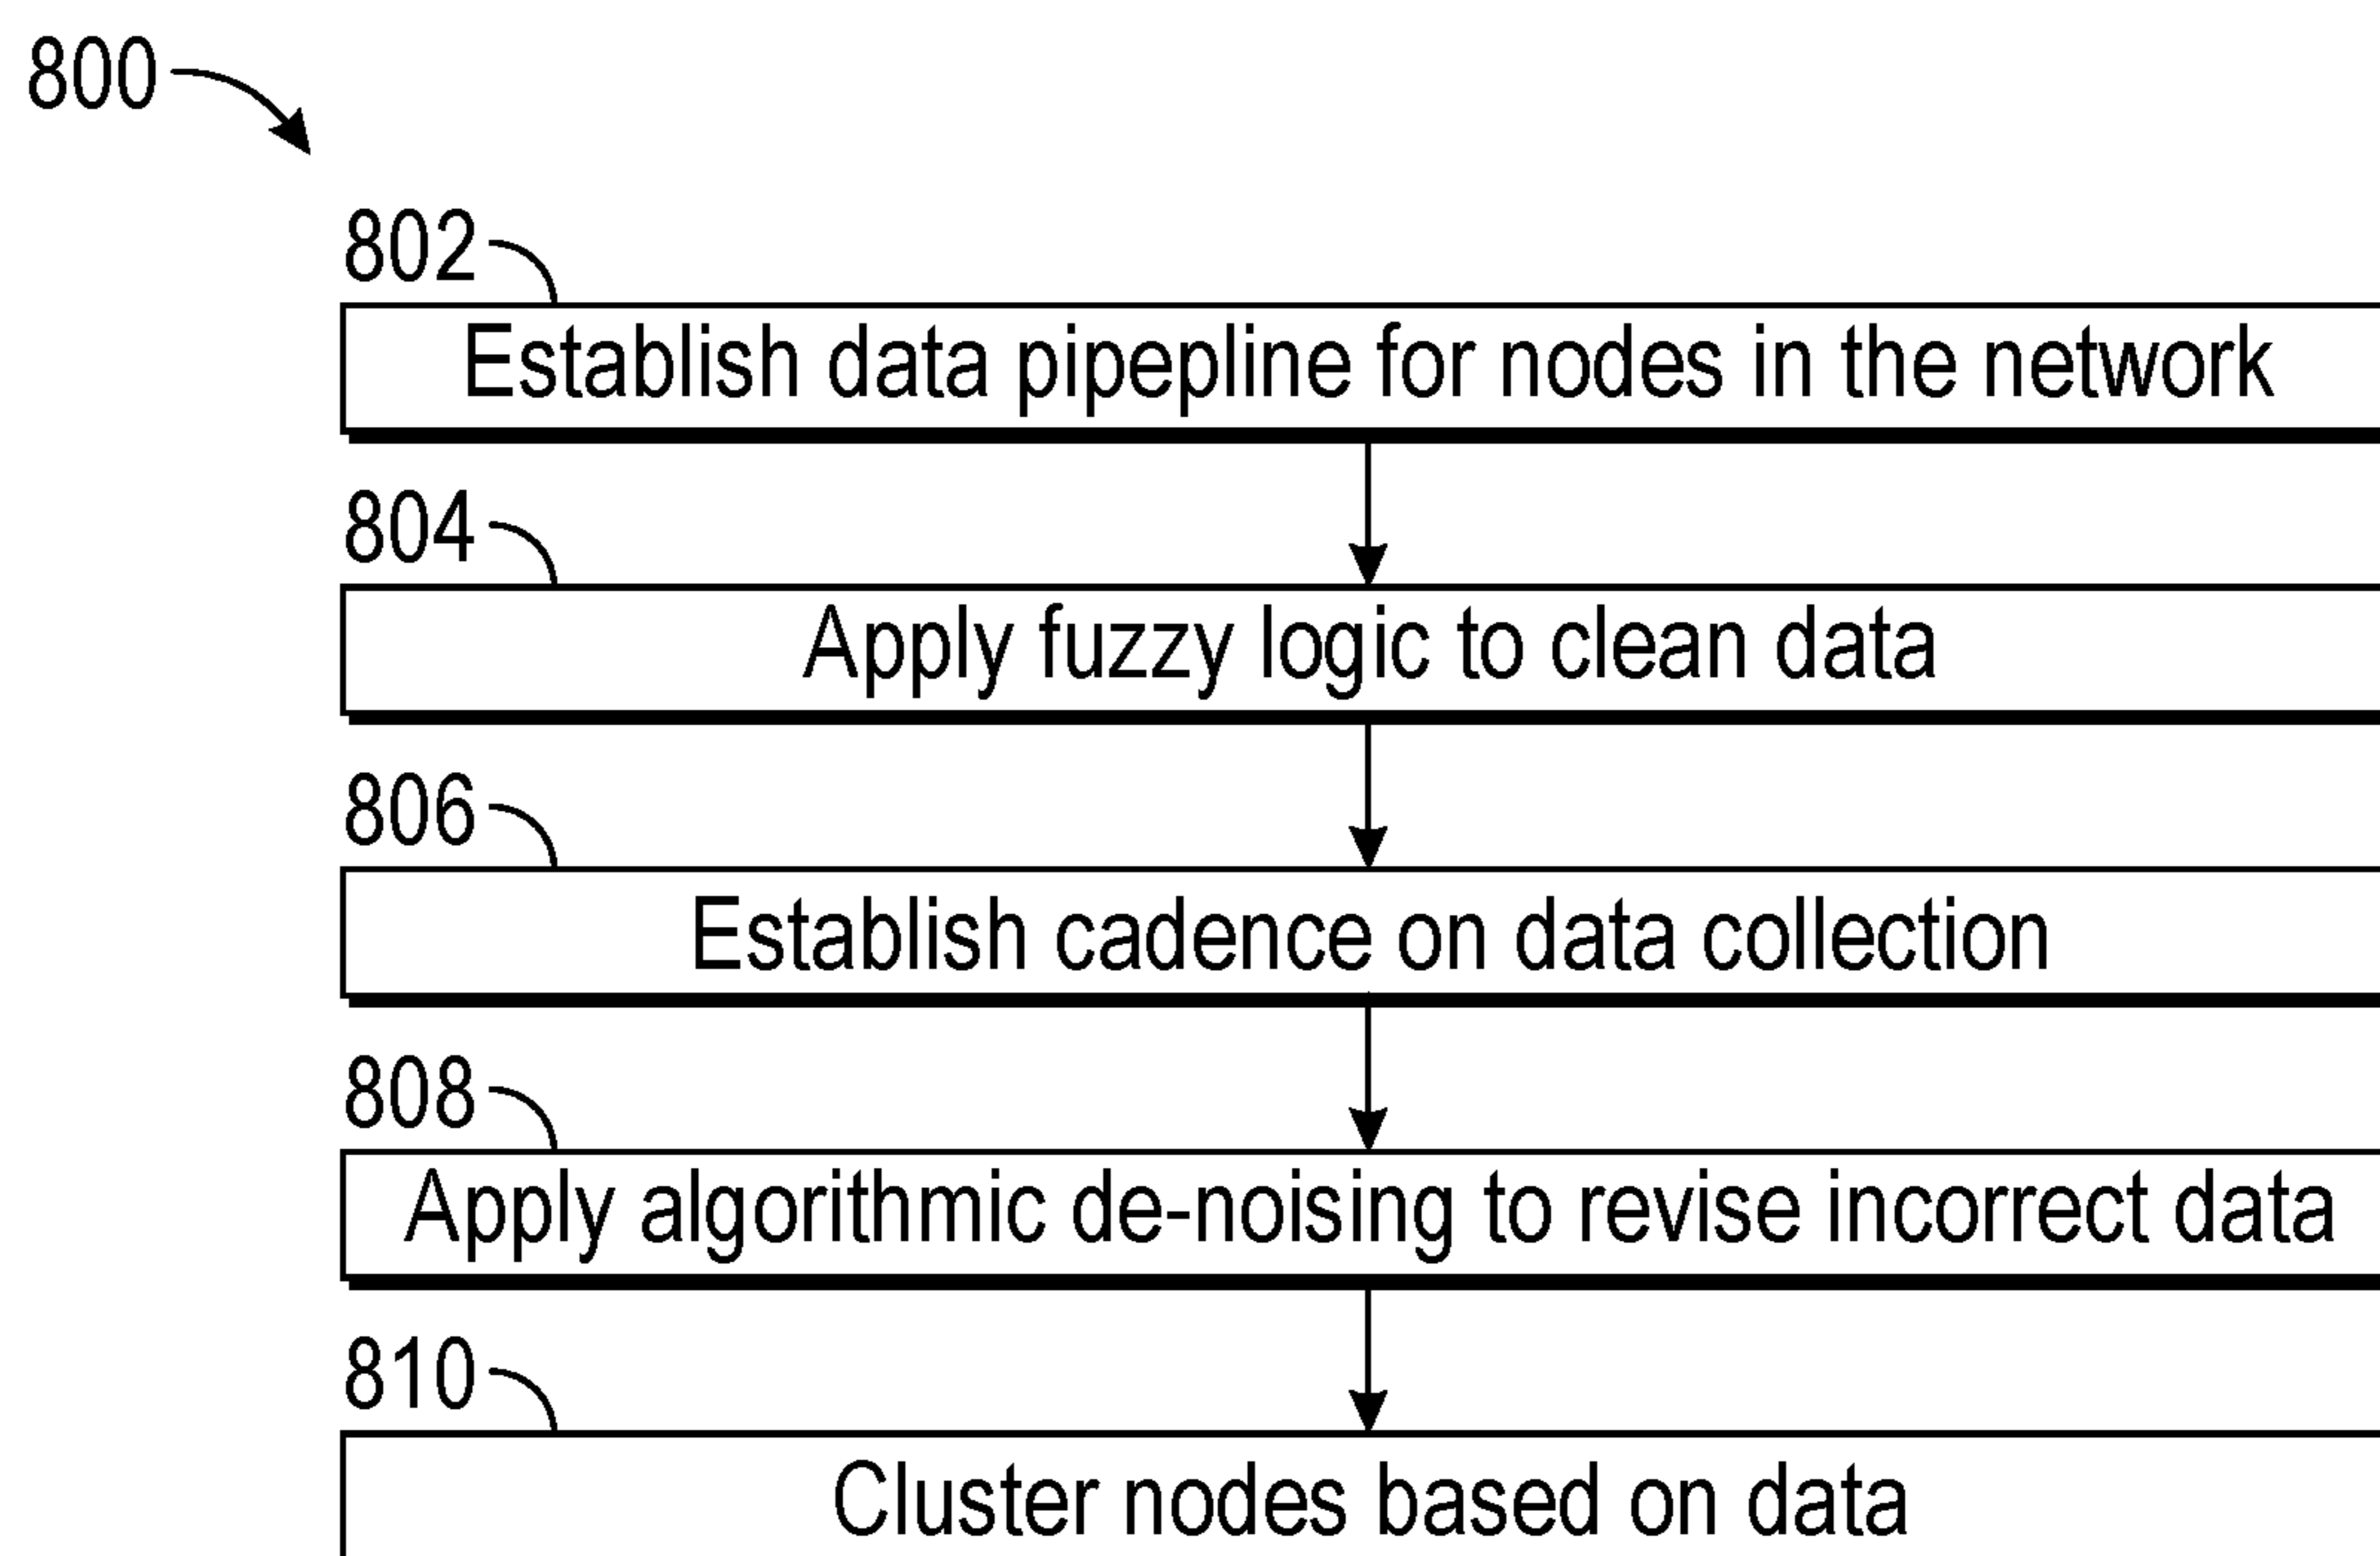 800
802
Establish data pipepline for nodes in the network
804
Apply fuzzy logic to clean data
806
Establish cadence on data collection
808
Apply algorithmic de-noising to revise incorrect data
810
Cluster nodes based on data